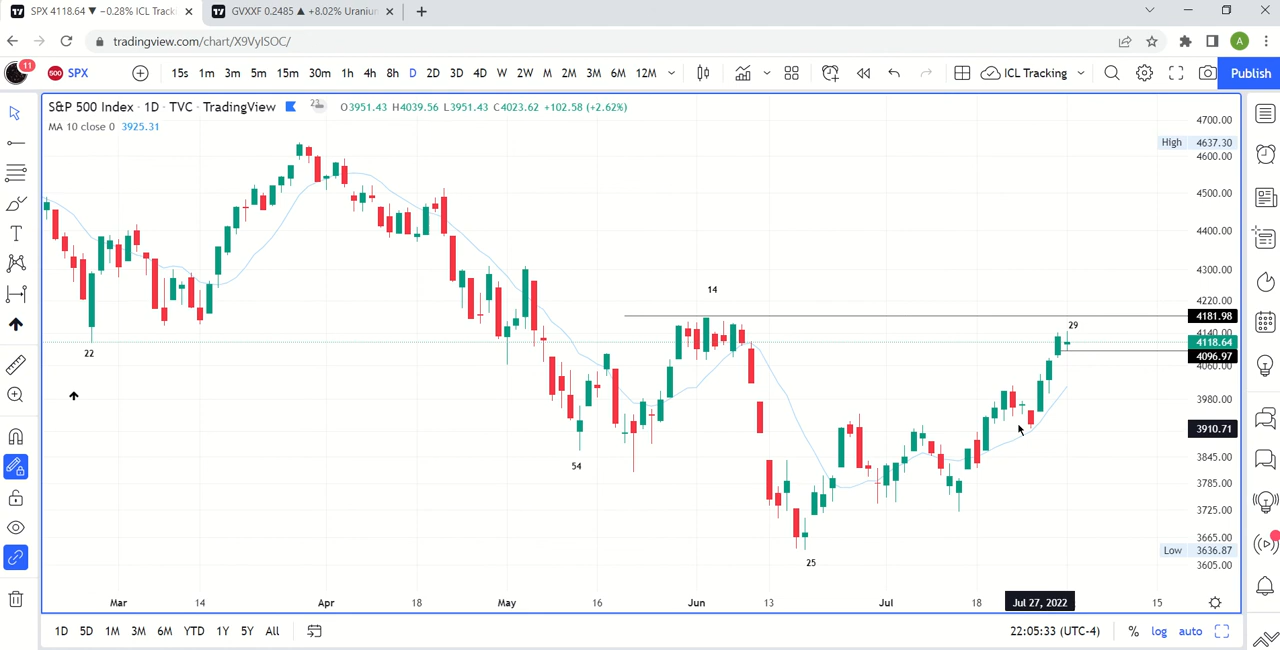 SPX 4118.64 ▼ −0.28% ICL Tracki
GVXXF 0.2485 ▲ +8.02% Uranium
tradingview.com/chart/X9VyISOC/
A
11
500 SPX
15s 1m 3m 5m 15m 30m 1h 4h 8h D 2D 3D 4D W 2W M 2M 3M 6M 12M
ICL Tracking
Publish
S&P 500 Index · 1D · TVC · TradingView
23
O3951.43 H4039.56 L3951.43 C4023.62 +102.58 (+2.62%)
MA 10 close 0 3925.31
4700.00
High 4637.30
4600.00
4500.00
4400.00
4300.00
4220.00
4181.98
4140.00
4118.64
4096.97
4060.00
3980.00
3910.71
3845.00
3785.00
3725.00
3665.00
Low 3636.87
3605.00
14
29
22
54
25
Mar 14 Apr 18 May 16 Jun 13 Jul 18 Jul 27, 2022 15
1D 5D 1M 3M 6M YTD 1Y 5Y All
22:05:33 (UTC-4) % log auto